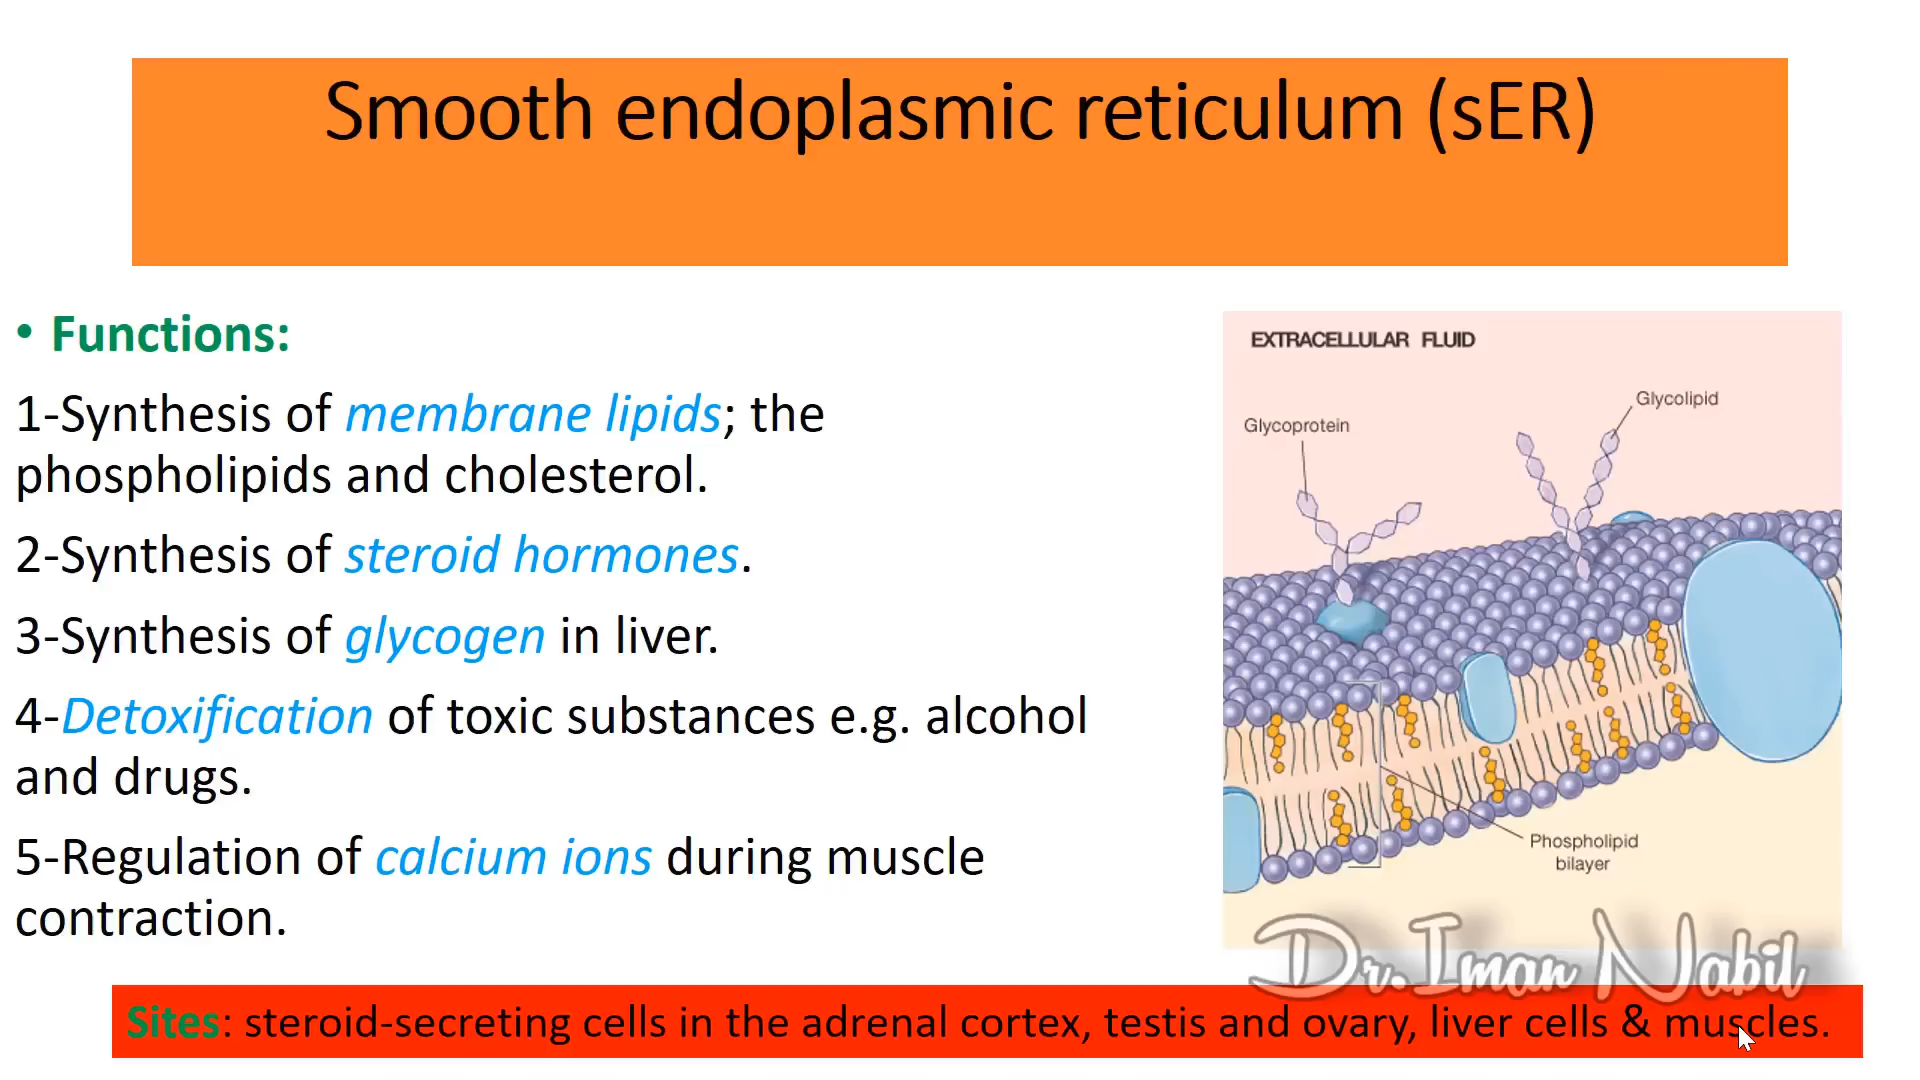 Smooth endoplasmic reticulum (sER)
• Functions:
1-Synthesis of membrane lipids; the
phospholipids and cholesterol.
2-Synthesis of steroid hormones.
3-Synthesis of glycogen in liver.
4-Detoxification of toxic substances e.g. alcohol
and drugs.
5-Regulation of calcium ions during muscle
contraction.
EXTRACELLULAR FLUID
Glycolipid
Glycoprotein
Phospholipid
bilayer
Dr.Iman Nabil
Sites: steroid-secreting cells in the adrenal cortex, testis and ovary, liver cells & muscles.